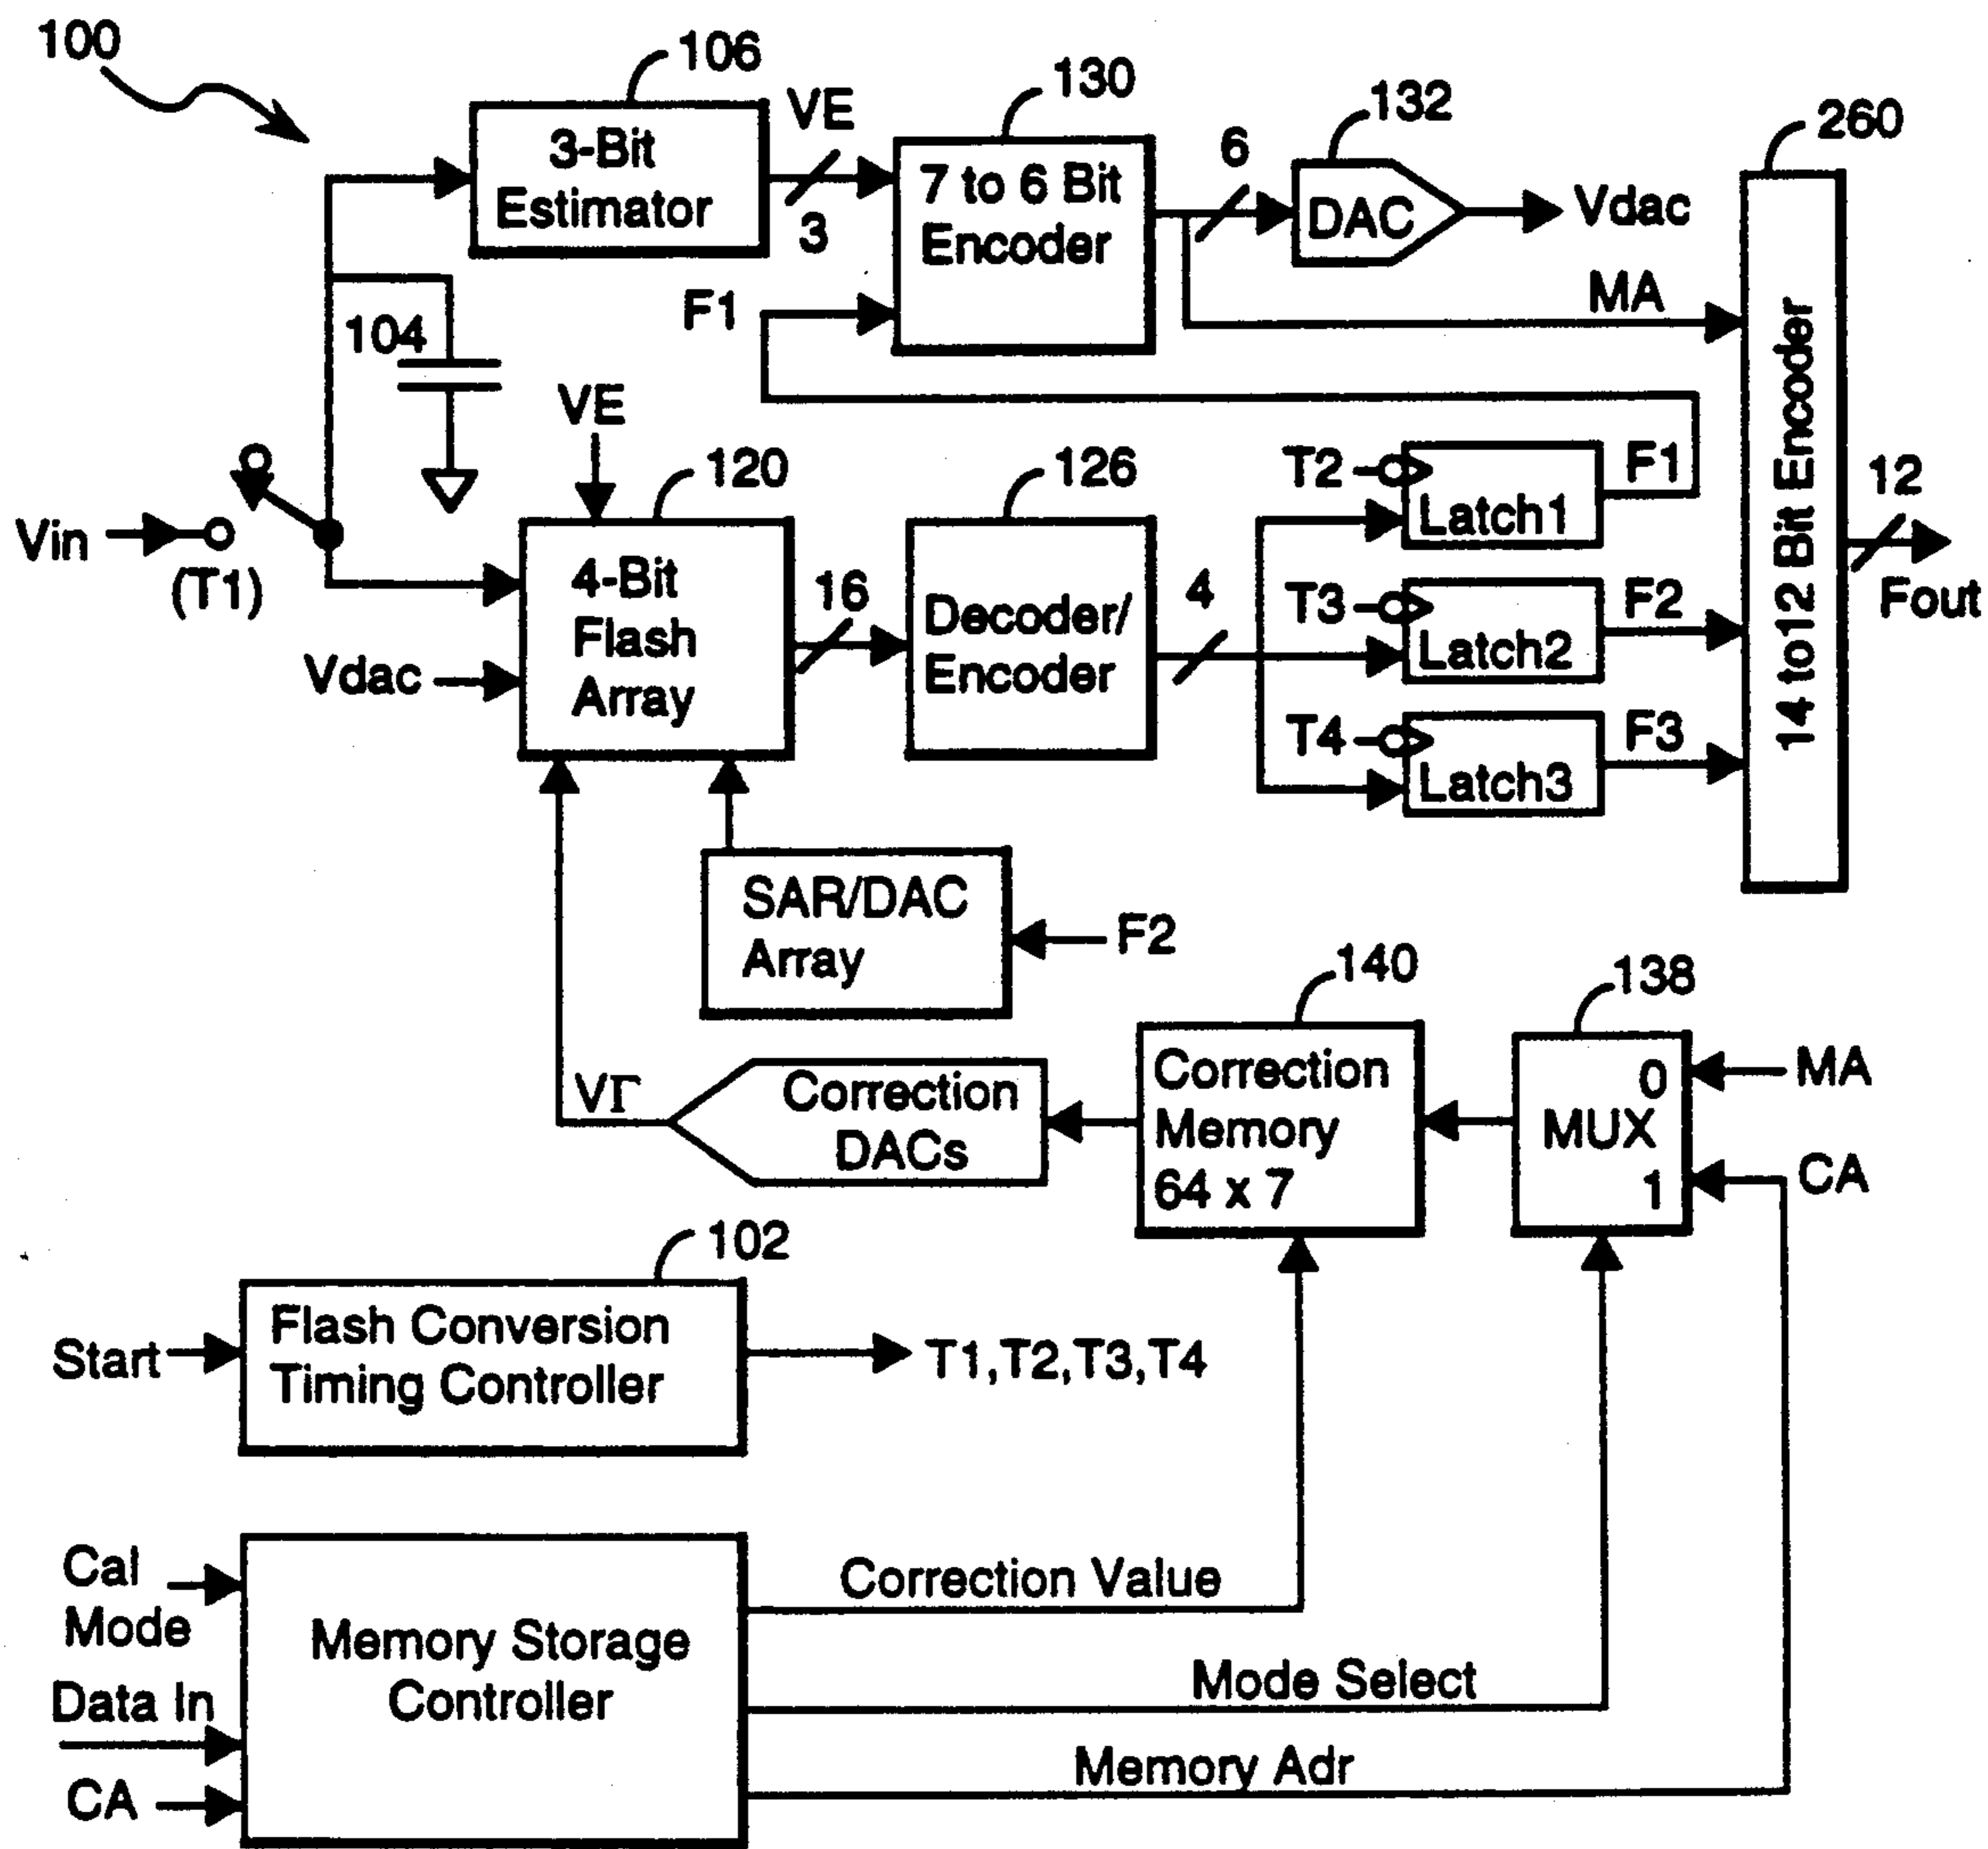 100
106
3-Bit
Estimator
VE
3
130
7 to 6 Bit
Encoder
6
132
DAC
Vdac
260
14 to12 Bit Encoder
MA
F1
104
VE
Vin
(T1)
120
4-Bit
Flash
Array
Vdac
16
126
Decoder/
Encoder
4
T2
Latch1
F1
T3
Latch2
F2
T4
Latch3
F3
12
Fout
SAR/DAC
Array
F2
VΓ
Correction
DACs
140
Correction
Memory
64 x 7
138
0
MUX
1
MA
CA
102
Start
Flash Conversion
Timing Controller
T1,T2,T3,T4
Cal
Mode
Data In
CA
Memory Storage
Controller
Correction Value
Mode Select
Memory Adr